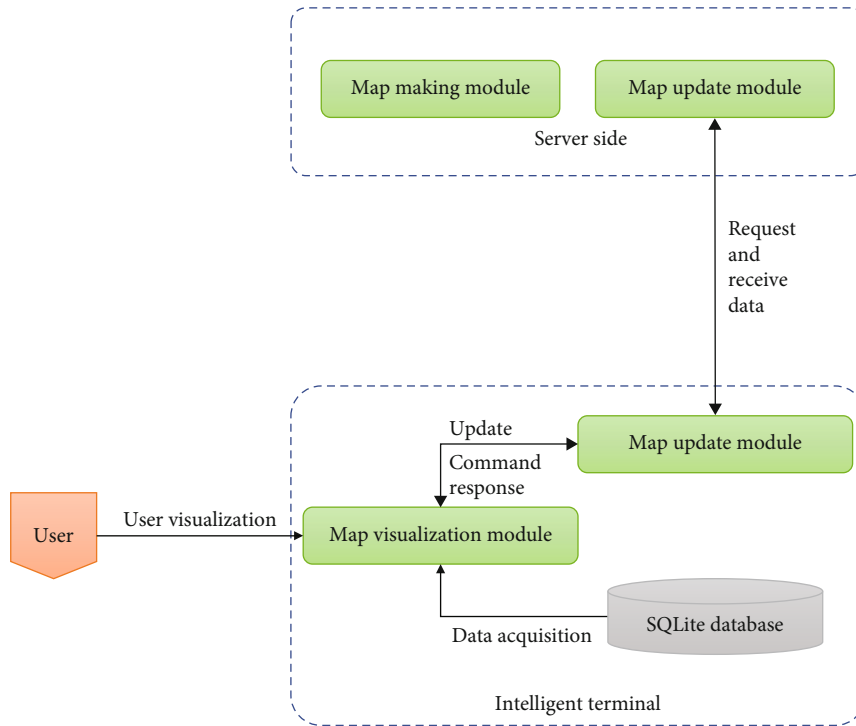 Map making module
Map update module
Server side
Request
and
receive
data
Update
Map update module
Command
response
User visualization
User
Map visualization module
Data acquisition
SQLite database
Intelligent terminal